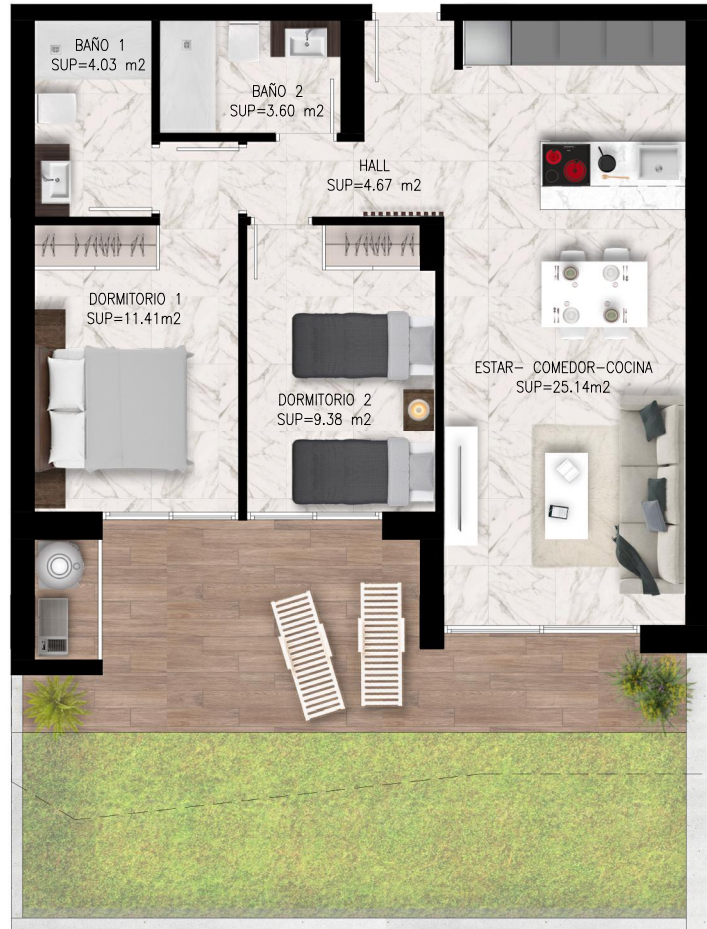 BAÑO 1
SUP=4.03 m2
BAÑO 2
SUP=3.60 m2
HALL
SUP=4.67 m2
DORMITORIO 1
SUP=11.41m2
DORMITORIO 2
SUP=9.38 m2
ESTAR- COMEDOR-COCINA
SUP=25.14m2